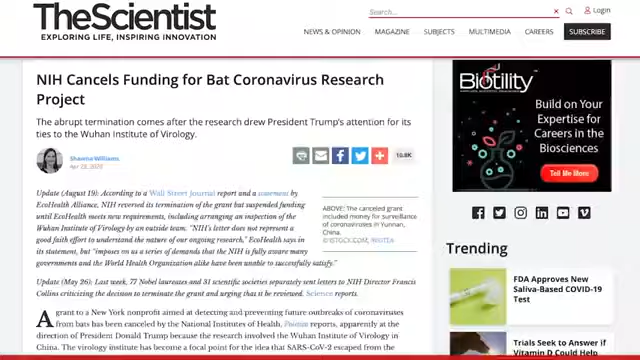 TheScientist
EXPLORING LIFE, INSPIRING INNOVATION
Search...
Login
NEWS & OPINION
MAGAZINE
SUBJECTS
MULTIMEDIA
CAREERS
SUBSCRIBE
NIH Cancels Funding for Bat Coronavirus Research
Project
The abrupt termination comes after the research drew President Trump's attention for its
ties to the Wuhan Institute of Virology.
Shawna Williams
Apr 28, 2020
10.8K
Update (August 19): According to a Wall Street Journal report and a statement by
EcoHealth Alliance, NIH reversed its termination of the grant but suspended funding
until EcoHealth meets new requirements, including arranging an inspection of the
Wuhan Institute of Virology by an outside team. "NIH's letter does not represent a
good faith effort to understand the nature of our ongoing research," EcoHealth says in
its statement, but "imposes on us a series of demands that the NIH is fully aware many
governments and the World Health Organization alike have been unable to successfully satisfy."
ABOVE: The canceled grant
included money for surveillance
of coronaviruses in Yunnan,
China.
©ISTOCK.COM,
Update (May 26): Last week, 77 Nobel laureates and 31 scientific societies separately sent letters to NIH Director Francis
Collins criticizing the decision to terminate the grant and urging that it be reviewed, Science reports.
A grant to a New York nonprofit aimed at detecting and preventing future outbreaks of coronaviruses
from bats has been canceled by the National Institutes of Health, Politico reports, apparently at the
direction of President Donald Trump because the research involved the Wuhan Institute of Virology in
China. The virology institute has become a focal point for the idea that SARS-CoV-2 escaped from the
Biotility
Build on Your
Expertise for
Careers in the
Biosciences
Tell Me More
Trending
FDA Approves New
Saliva-Based COVID-19
Test
Trials Seek to Answer if
Vitamin D Could Help